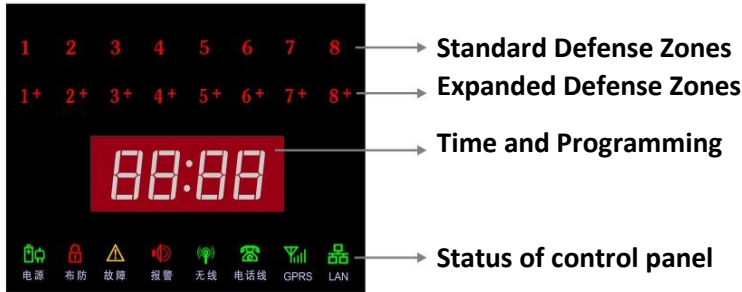 1 2 3 4 5 6 7 8 Standard Defense Zones
1+ 2+ 3+ 4+ 5+ 6+ 7+ 8+ Expanded Defense Zones
88:88 Time and Programming
Status of control panel
电源 布防 故障 报警 无线 电话线 GPRS LAN